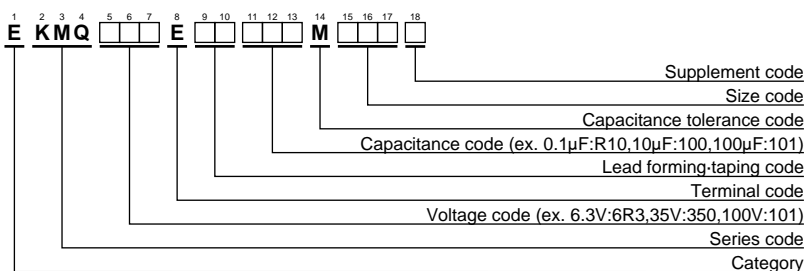 1 2 3 4 5 6 7 8 9 10 11 12 13 14 15 16 17 18
E KMQ E M
Supplement code
Size code
Capacitance tolerance code
Capacitance code (ex. 0.1μF:R10,10μF:100,100μF:101)
Lead forming·taping code
Terminal code
Voltage code (ex. 6.3V:6R3,35V:350,100V:101)
Series code
Category